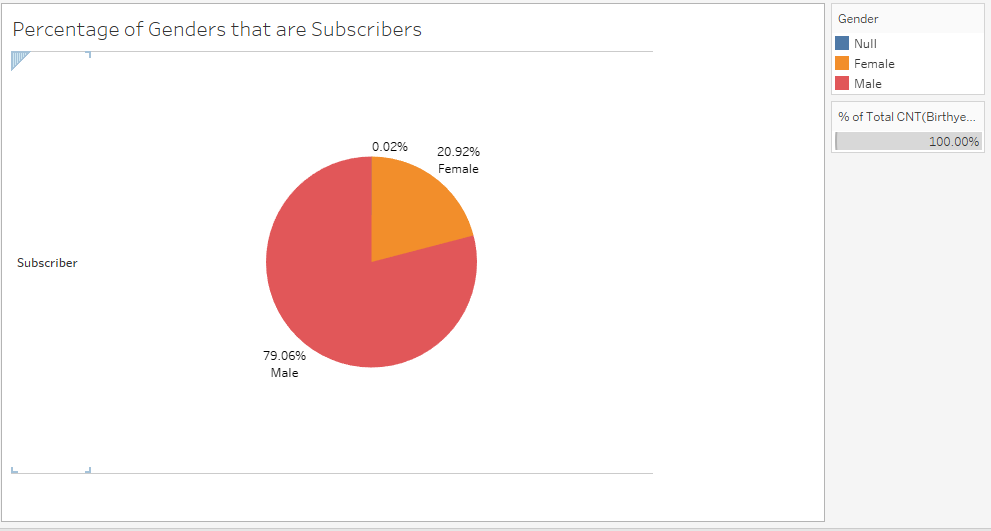 Percentage of Genders that are Subscribers
0.02%
20.92%
Female
Subscriber
79.06%
Male
Gender
Null
Female
Male
% of Total CNT(Birthye...
100.00%